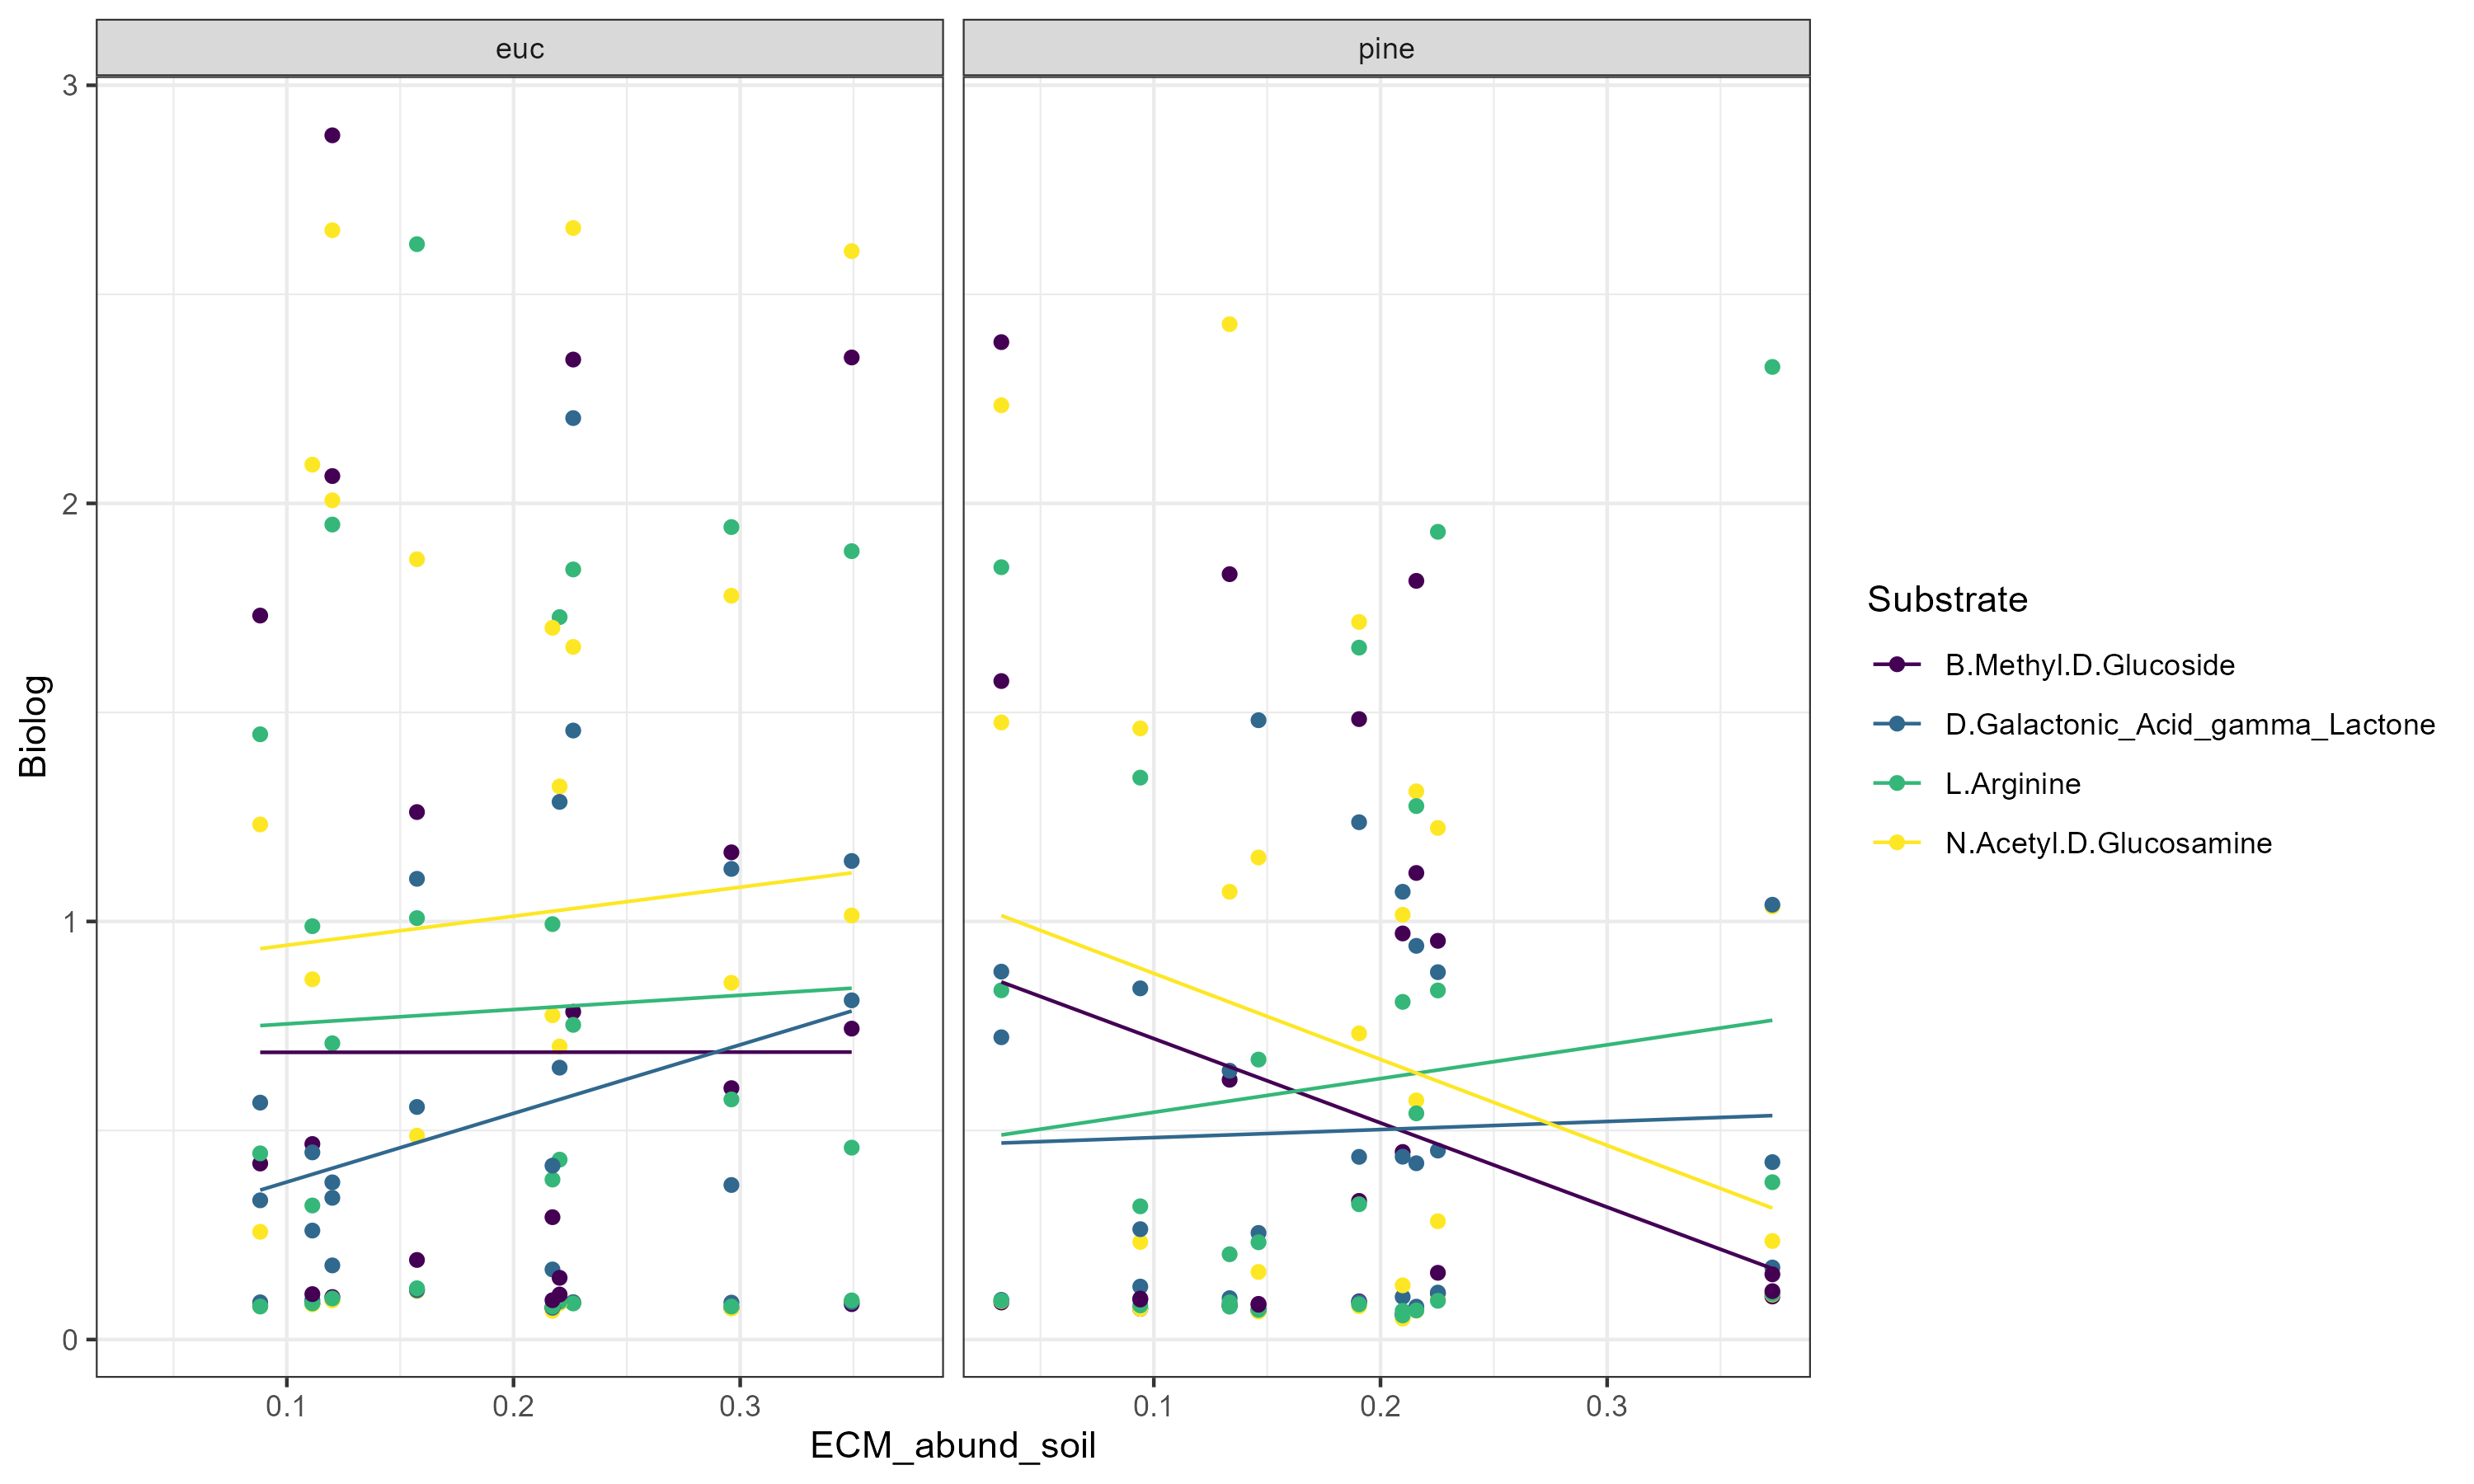 euc
pine
3
2
1
0
Biolog
0.1
0.2
0.3
0.1
0.2
0.3
ECM_abund_soil
Substrate
B.Methyl.D.Glucoside
D.Galactonic_Acid_gamma_Lactone
L.Arginine
N.Acetyl.D.Glucosamine